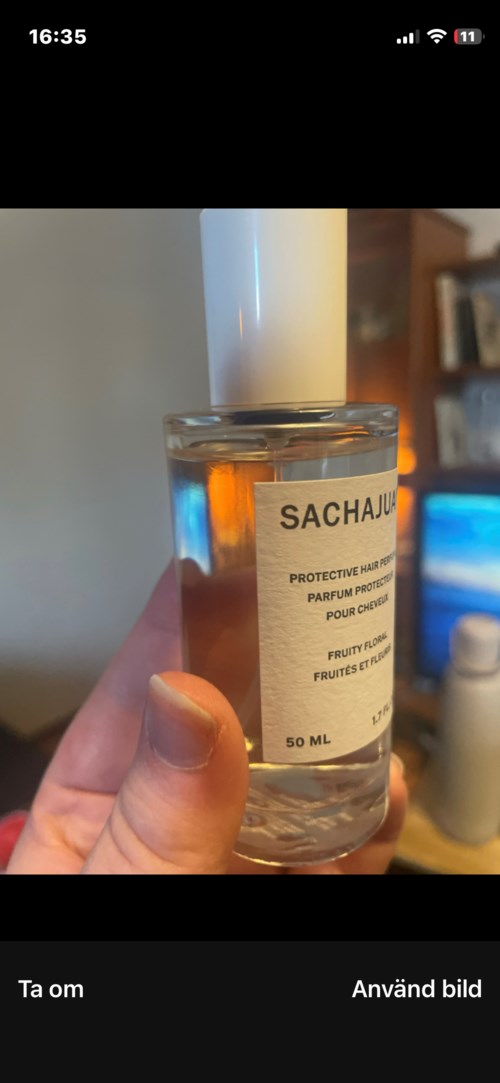 16:35
11
SACHAJUA
PROTECTIVE HAIR
PARFUM
POUR CHEVEUX
FRUITY FLORAL
FRUITÉS ET FLEURIS
50 ML
1.7
Ta om
Använd bild